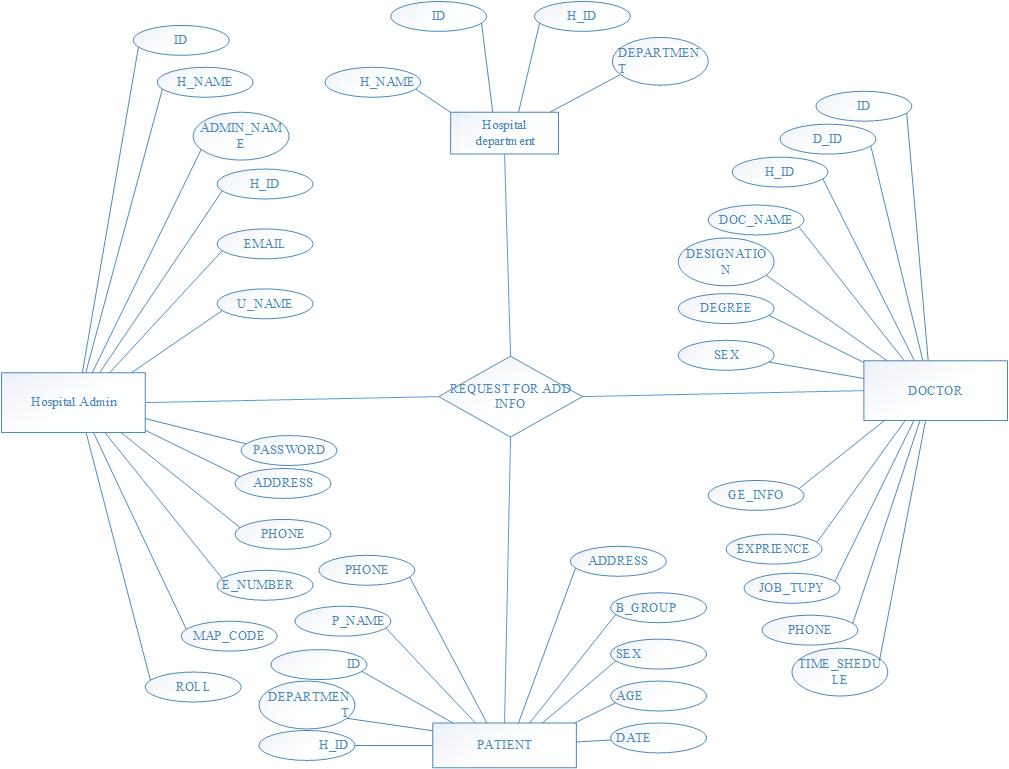 ID
H_NAME
ADMIN_NAM
E
H_ID
EMAIL
U_NAME
Hospital Admin
PASSWORD
ADDRESS
PHONE
E_NUMBER
MAP_CODE
ROLL
ID
H_ID
H_NAME
DEPARTMEN
T
Hospital
department
REQUEST FOR ADD
INFO
ID
D_ID
H_ID
DOC_NAME
DESIGNATIO
N
DEGREE
SEX
DOCTOR
GE_INFO
EXPRIENCE
JOB_TUPY
PHONE
TIME_SHEDU
LE
PHONE
P_NAME
ID
DEPARTMEN
T
H_ID
PATIENT
ADDRESS
B_GROUP
SEX
AGE
DATE